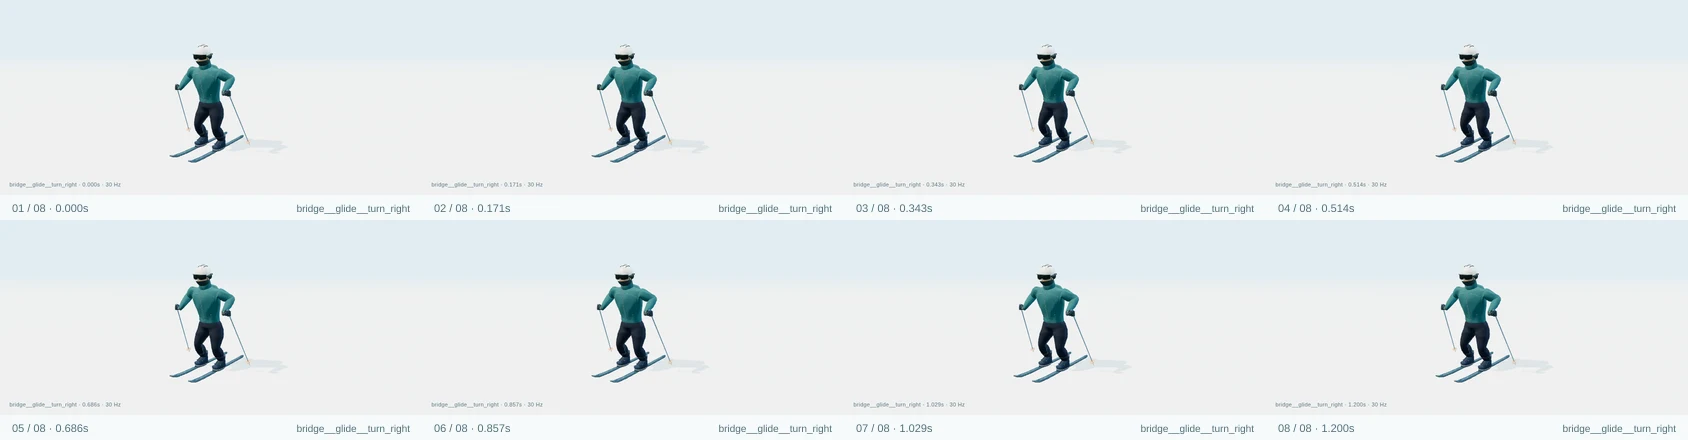 bridge__glide__turn_right - 0.000s - 30 Hz
01 / 08 · 0.000s
bridge__glide__turn_right
bridge__glide__turn_right - 0.171s - 30 Hz
02 / 08 · 0.171s
bridge__glide__turn_right
bridge__glide__turn_right - 0.343s - 30 Hz
03 / 08 · 0.343s
bridge__glide__turn_right
bridge__glide__turn_right - 0.514s - 30 Hz
04 / 08 · 0.514s
bridge__glide__turn_right
bridge__glide__turn_right - 0.686s - 30 Hz
05 / 08 · 0.686s
bridge__glide__turn_right
bridge__glide__turn_right - 0.857s - 30 Hz
06 / 08 · 0.857s
bridge__glide__turn_right
bridge__glide__turn_right - 1.029s - 30 Hz
07 / 08 · 1.029s
bridge__glide__turn_right
bridge__glide__turn_right - 1.200s - 30 Hz
08 / 08 · 1.200s
bridge__glide__turn_right